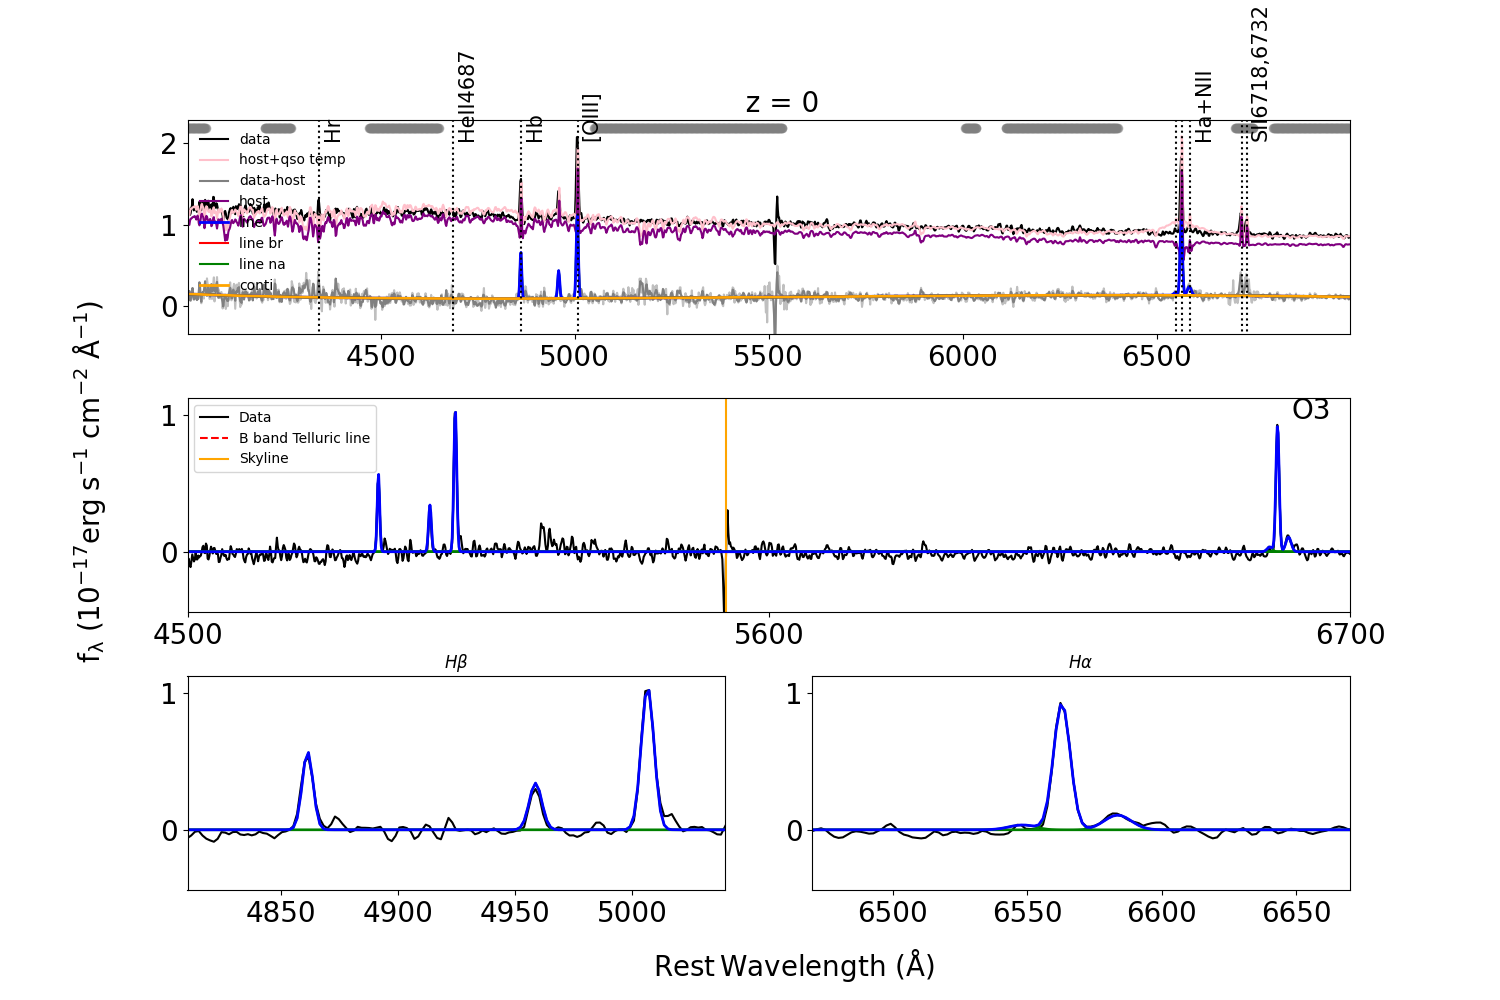 z = 0
Hr
HeII4687
Hb
[OIII]
Ha+NII
SII6718,6732
data
host+qso temp
data-host
host
line
line br
line na
conti
2
1
0
4500 5000 5500 6000 6500
f_λ (10^−17 erg s^−1 cm^−2 Å^−1)
O3
Data
B band Telluric line
Skyline
1
0
4500 5600 6700
Hβ
1
0
4850 4900 4950 5000
Hα
1
0
6500 6550 6600 6650
Rest Wavelength (Å)